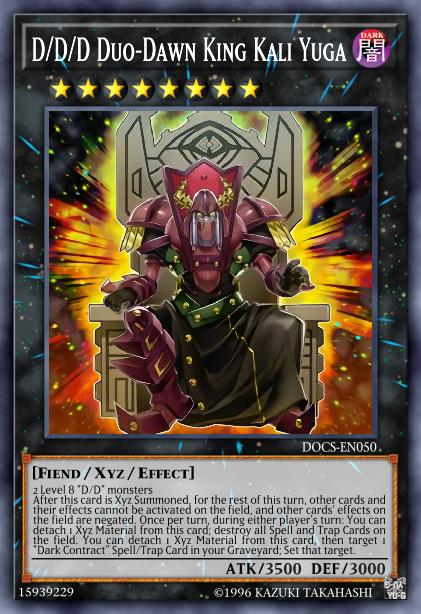 D/D/D Duo-Dawn King Kali Yuga
DARK
闇
DOCS-EN050
[Fiend / Xyz / Effect]
2 Level 8 "D/D" monsters
After this card is Xyz Summoned, for the rest of this turn, other cards and
their effects cannot be activated on the field, and other cards' effects on
the field are negated. Once per turn, during either player's turn: You can
detach 1 Xyz Material from this card; destroy all Spell and Trap Cards on
the field. You can detach 1 Xyz Material from this card, then target 1
"Dark Contract" Spell/Trap Card in your Graveyard; Set that target.
ATK/3500 DEF/3000
15939229
©1996 KAZUKI TAKAHASHI